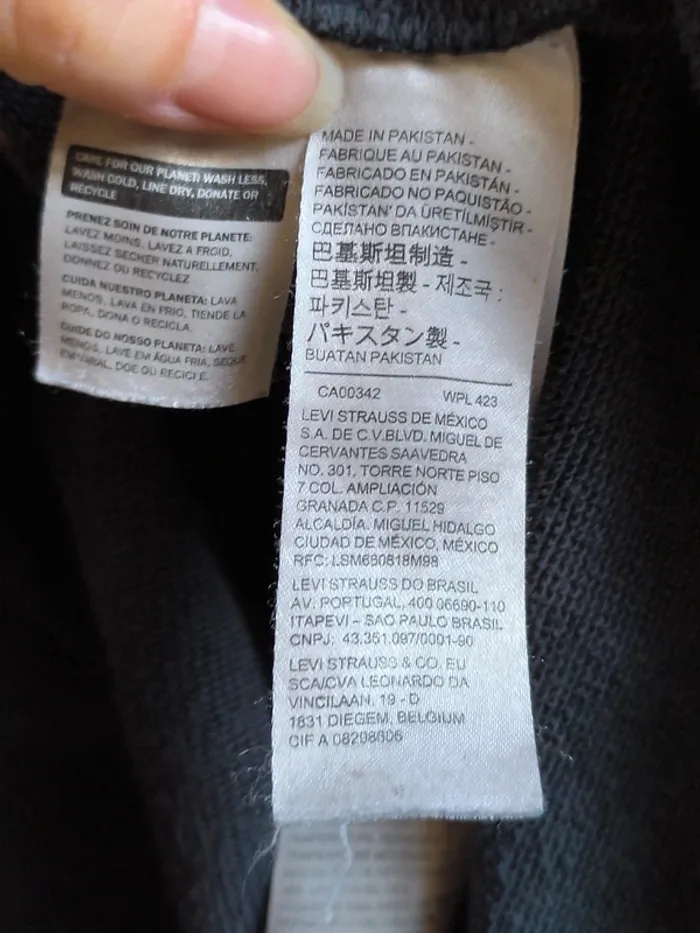 CARE FOR OUR PLANET: WASH LESS,
WASH COLD, LINE DRY, DONATE OR
RECYCLE
PRENEZ SOIN DE NOTRE PLANETE:
LAVEZ MOINS, LAVEZ A FROID,
LAISSEZ SECHER NATURELLEMENT,
DONNEZ OU RECYCLEZ
CUIDA NUESTRO PLANETA: LAVA
MENOS, LAVA EN FRIO, TIENDE LA
ROPA, DONA O RECICLA.
CUIDE DO NOSSO PLANETA: LAVE
MENOS, LAVE EM ÁGUA FRIA, SEQUE
EM VARAL, DOE OU RECICLE.
MADE IN PAKISTAN -
FABRIQUE AU PAKISTAN -
FABRICADO EN PAKISTÁN -
FABRICADO NO PAQUISTÃO -
PAKİSTAN' DA ÜRETİLMİŞTİR -
СДЕЛАНО ВПАКИСТАНЕ -
巴基斯坦制造 -
巴基斯坦製 - 제조국 :
파키스탄 -
パキスタン製 -
BUATAN PAKISTAN
CA00342 WPL 423
LEVI STRAUSS DE MÉXICO
S.A. DE C.V.BLVD. MIGUEL DE
CERVANTES SAAVEDRA
NO. 301, TORRE NORTE PISO
7 COL. AMPLIACIÓN
GRANADA C.P. 11529
ALCALDÍA. MIGUEL HIDALGO
CIUDAD DE MÉXICO, MÉXICO
RFC: LSM680818M98
LEVI STRAUSS DO BRASIL
AV. PORTUGAL, 400 06690-110
ITAPEVI – SAO PAULO BRASIL
CNPJ: 43.351.097/0001-90
LEVI STRAUSS & CO. EU
SCA/CVA LEONARDO DA
VINCILAAN. 19 - D
1831 DIEGEM, BELGIUM
CIF A 08298606